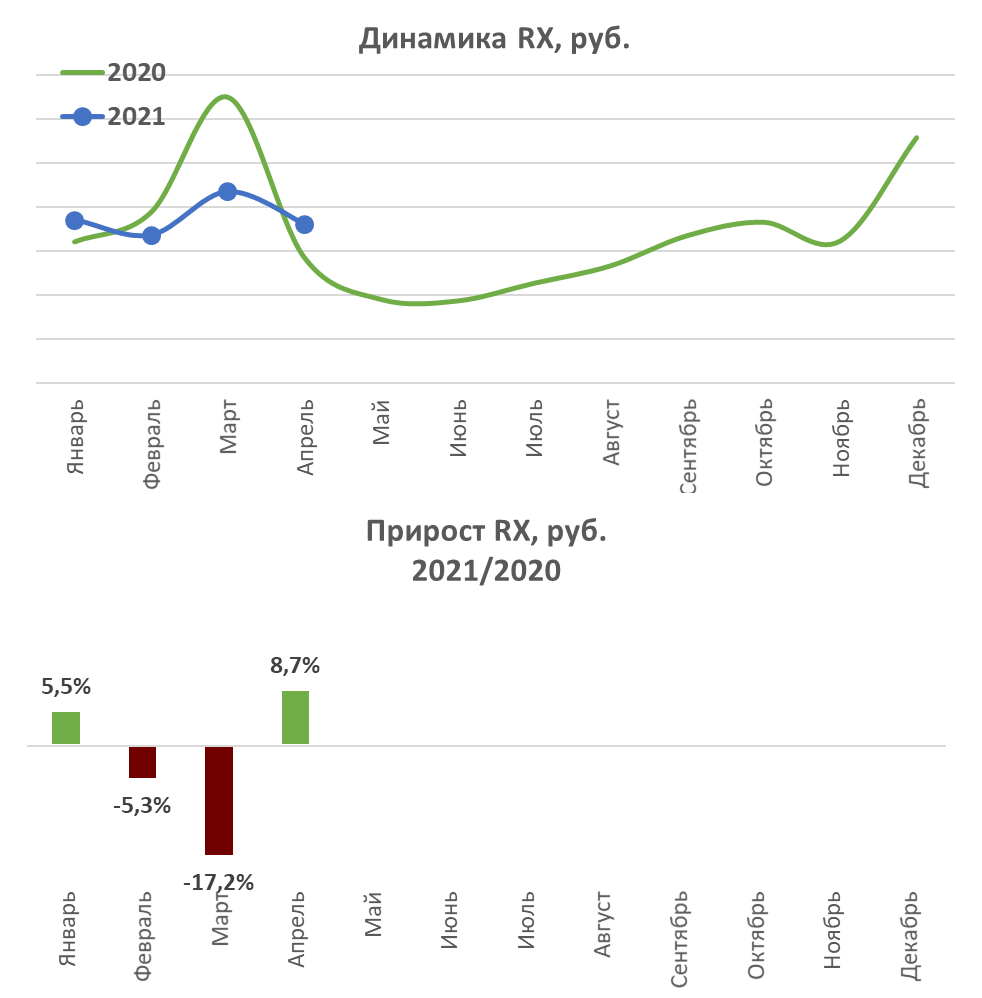 Динамика RX, руб.
2020
2021
Январь
Февраль
Март
Апрель
Май
Июнь
Июль
Август
Сентябрь
Октябрь
Ноябрь
Декабрь
Прирост RX, руб.
2021/2020
5,5%
-5,3%
-17,2%
8,7%
Январь
Февраль
Март
Апрель
Май
Июнь
Июль
Август
Сентябрь
Октябрь
Ноябрь
Декабрь